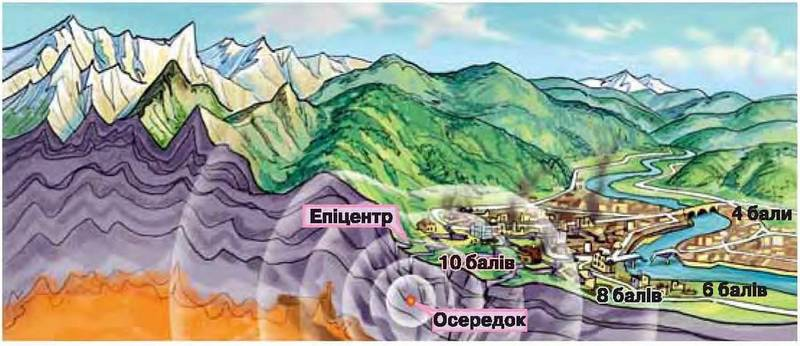 4 бали
Епіцентр
10 балів
8 балів
6 балів
Осередок